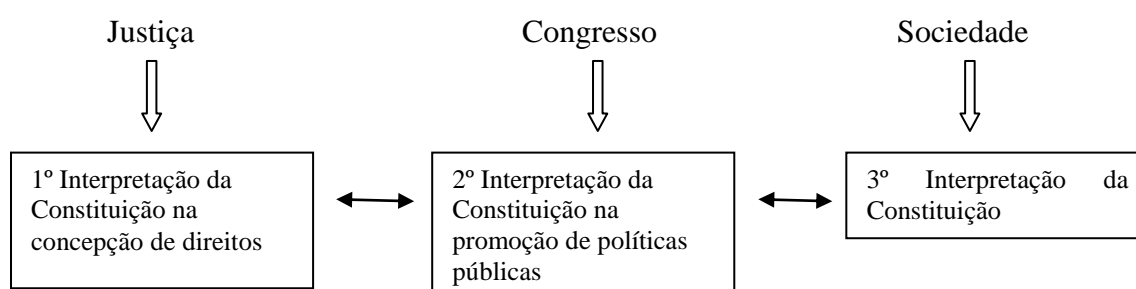 Justiça Congresso Sociedade
1º Interpretação da
Constituição na
concepção de direitos
2º Interpretação da
Constituição na
promoção de políticas
públicas
3º Interpretação da
Constituição